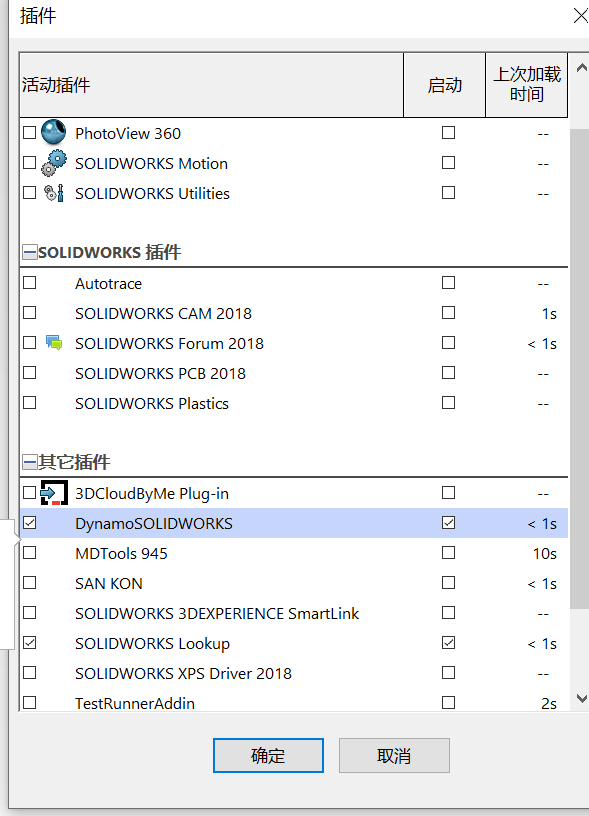 插件
活动插件 启动 上次加载
时间
PhotoView 360 --
SOLIDWORKS Motion --
SOLIDWORKS Utilities --
SOLIDWORKS 插件
Autotrace --
SOLIDWORKS CAM 2018 1s
SOLIDWORKS Forum 2018 < 1s
SOLIDWORKS PCB 2018 --
SOLIDWORKS Plastics --
其它插件
3DCloudByMe Plug-in --
DynamoSOLIDWORKS < 1s
MDTools 945 10s
SAN KON < 1s
SOLIDWORKS 3DEXPERIENCE SmartLink --
SOLIDWORKS Lookup < 1s
SOLIDWORKS XPS Driver 2018 --
TestRunnerAddin 2s
确定 取消